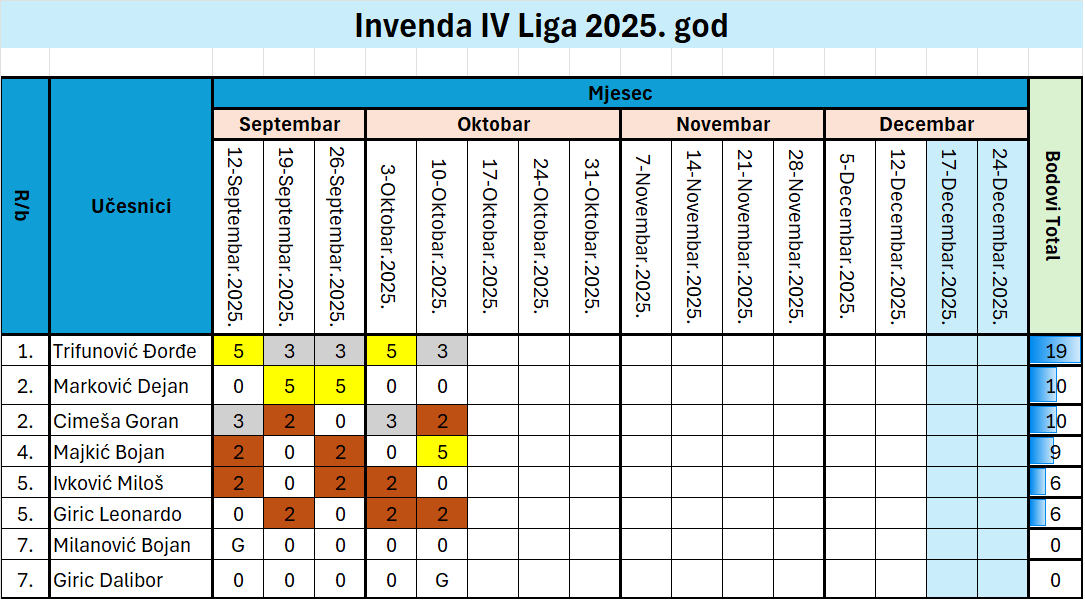 Invenda IV Liga 2025. god
R/b Učesnici Mjesec Bodovi Total
Septembar Oktobar Novembar Decembar
12-Septembar.2025. 19-Septembar.2025. 26-Septembar.2025. 3-Oktobar.2025. 10-Oktobar.2025. 17-Oktobar.2025. 24-Oktobar.2025. 31-Oktobar.2025. 7-Novembar.2025. 14-Novembar.2025. 21-Novembar.2025. 28-Novembar.2025. 5-Decembar.2025. 12-Decembar.2025. 17-Decembar.2025. 24-Decembar.2025.
1. Trifunović Đorđe 5 3 3 5 3 19
2. Marković Dejan 0 5 5 0 0 10
2. Cimeša Goran 3 2 0 3 2 10
4. Majkić Bojan 2 0 2 0 5 9
5. Ivković Miloš 2 0 2 2 0 6
5. Giric Leonardo 0 2 0 2 2 6
7. Milanović Bojan G 0 0 0 0 0
7. Giric Dalibor 0 0 0 0 G 0